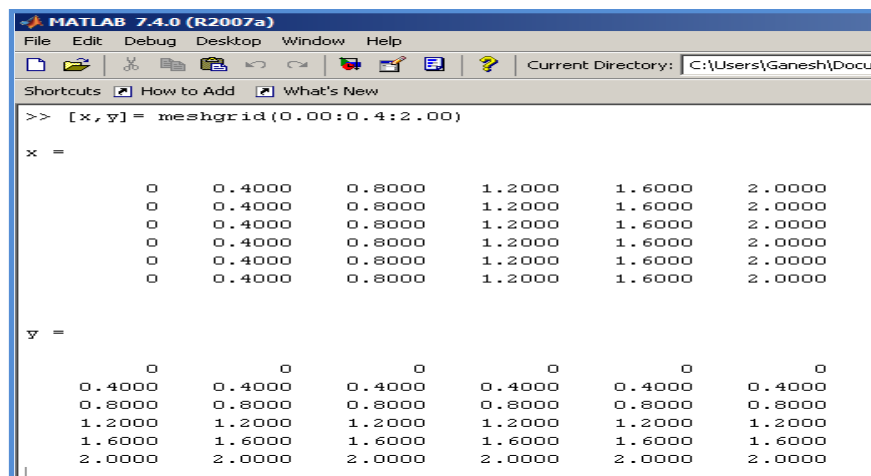 MATLAB 7.4.0 (R2007a)
File Edit Debug Desktop Window Help
Current Directory: C:\Users\Ganesh\Docu
Shortcuts How to Add What's New
>> [x,y]= meshgrid(0.00:0.4:2.00)
x =
0 0.4000 0.8000 1.2000 1.6000 2.0000
0 0.4000 0.8000 1.2000 1.6000 2.0000
0 0.4000 0.8000 1.2000 1.6000 2.0000
0 0.4000 0.8000 1.2000 1.6000 2.0000
0 0.4000 0.8000 1.2000 1.6000 2.0000
0 0.4000 0.8000 1.2000 1.6000 2.0000
y =
0 0 0 0 0 0
0.4000 0.4000 0.4000 0.4000 0.4000 0.4000
0.8000 0.8000 0.8000 0.8000 0.8000 0.8000
1.2000 1.2000 1.2000 1.2000 1.2000 1.2000
1.6000 1.6000 1.6000 1.6000 1.6000 1.6000
2.0000 2.0000 2.0000 2.0000 2.0000 2.0000